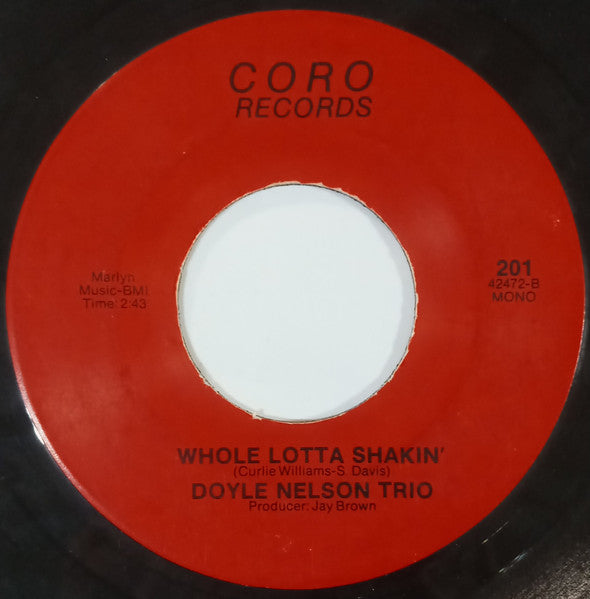 CORO
RECORDS
Marlyn
Music-BMI
Time: 2:43
201
42472-B
MONO
WHOLE LOTTA SHAKIN'
(Curlie Williams-S. Davis)
DOYLE NELSON TRIO
Producer: Jay Brown